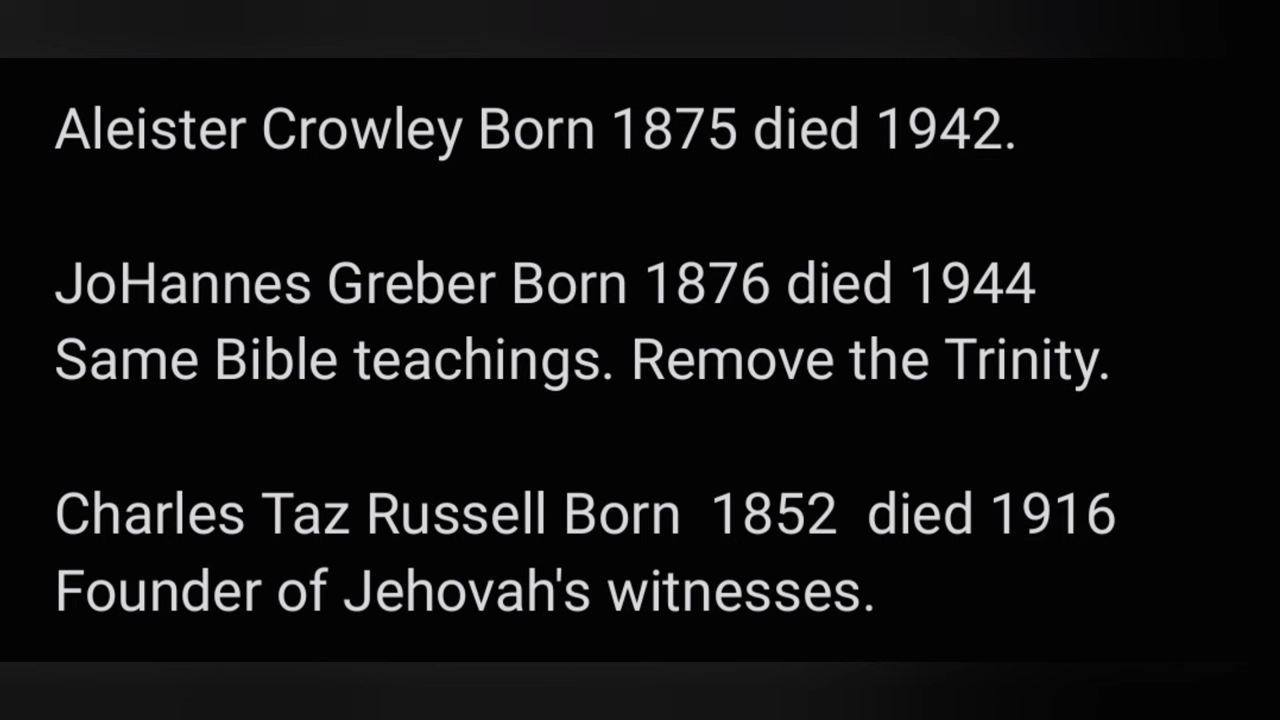 Aleister Crowley Born 1875 died 1942.
JoHannes Greber Born 1876 died 1944
Same Bible teachings. Remove the Trinity.
Charles Taz Russell Born 1852 died 1916
Founder of Jehovah's witnesses.